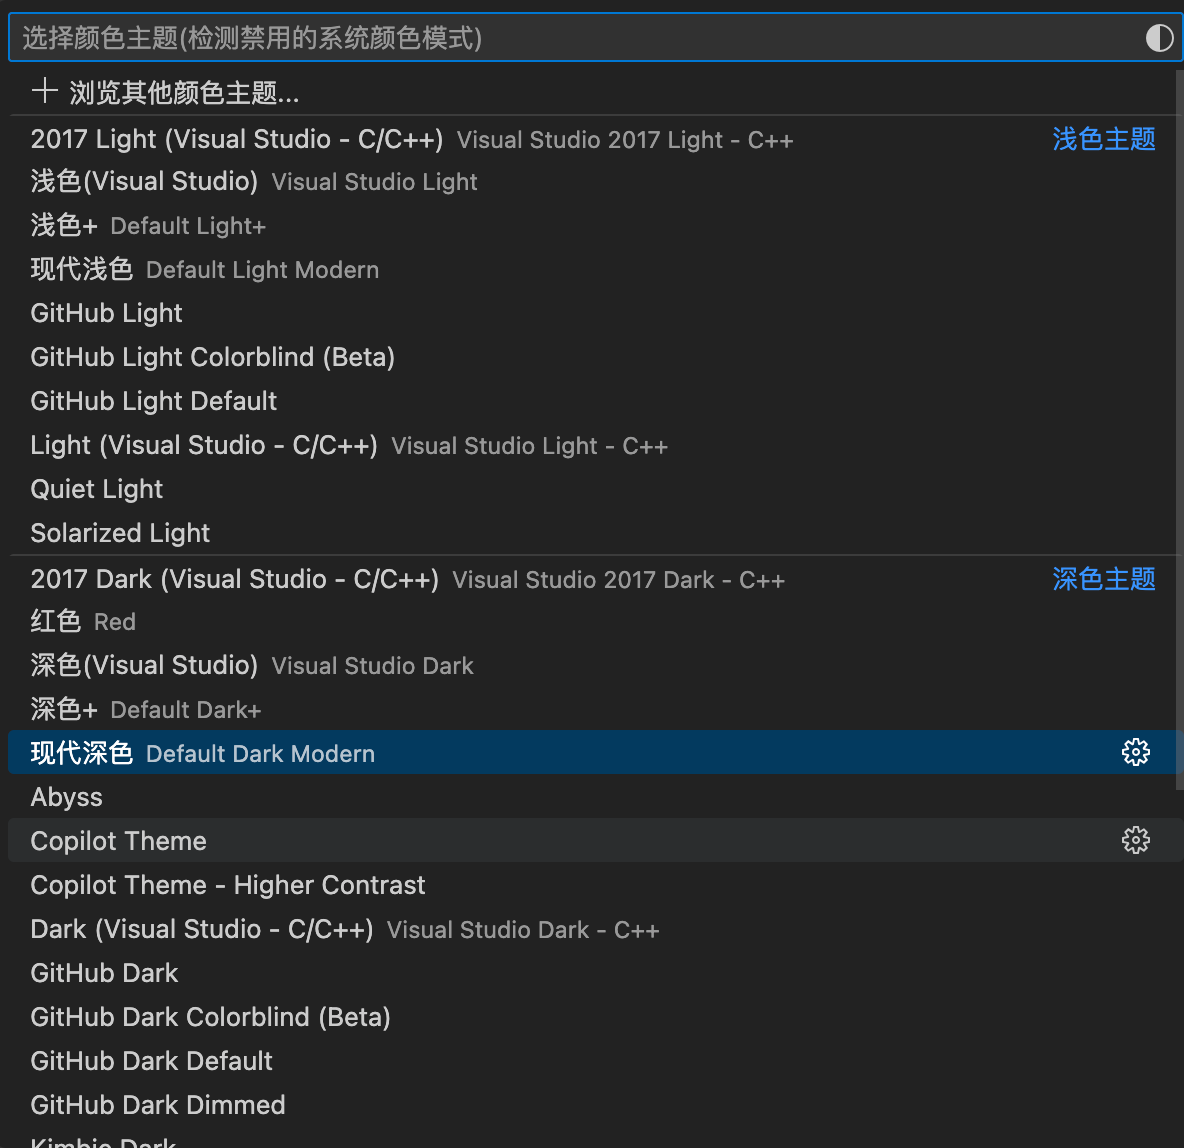 选择颜色主题(检测禁用的系统颜色模式)
浏览其他颜色主题...
2017 Light (Visual Studio - C/C++) Visual Studio 2017 Light - C++ 浅色主题
浅色(Visual Studio) Visual Studio Light
浅色+ Default Light+
现代浅色 Default Light Modern
GitHub Light
GitHub Light Colorblind (Beta)
GitHub Light Default
Light (Visual Studio - C/C++) Visual Studio Light - C++
Quiet Light
Solarized Light
2017 Dark (Visual Studio - C/C++) Visual Studio 2017 Dark - C++ 深色主题
红色 Red
深色(Visual Studio) Visual Studio Dark
深色+ Default Dark+
现代深色 Default Dark Modern
Abyss
Copilot Theme
Copilot Theme - Higher Contrast
Dark (Visual Studio - C/C++) Visual Studio Dark - C++
GitHub Dark
GitHub Dark Colorblind (Beta)
GitHub Dark Default
GitHub Dark Dimmed
Kimbie Dark